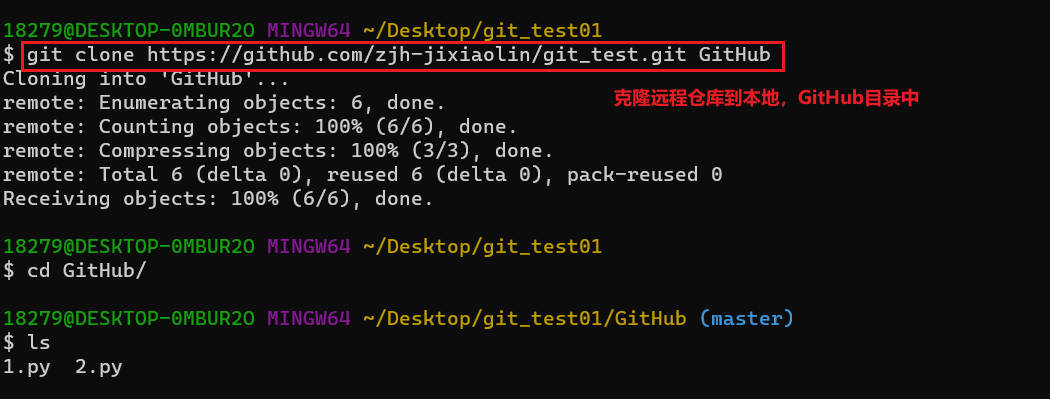 18279@DESKTOP-0MBUR2O MINGW64 ~/Desktop/git_test01
$ git clone https://github.com/zjh-jixiaolin/git_test.git GitHub
Cloning into 'GitHub'...
克隆远程仓库到本地，GitHub目录中
remote: Enumerating objects: 6, done.
remote: Counting objects: 100% (6/6), done.
remote: Compressing objects: 100% (3/3), done.
remote: Total 6 (delta 0), reused 6 (delta 0), pack-reused 0
Receiving objects: 100% (6/6), done.
18279@DESKTOP-0MBUR2O MINGW64 ~/Desktop/git_test01
$ cd GitHub/
18279@DESKTOP-0MBUR2O MINGW64 ~/Desktop/git_test01/GitHub (master)
$ ls
1.py  2.py